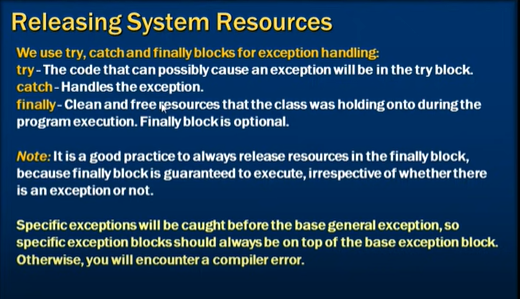 Releasing System Resources
We use try, catch and finally blocks for exception handling:
try - The code that can possibly cause an exception will be in the try block.
catch - Handles the exception.
finally - Clean and free resources that the class was holding onto during the
program execution. Finally block is optional.
Note: It is a good practice to always release resources in the finally block,
because finally block is guaranteed to execute, irrespective of whether there
is an exception or not.
Specific exceptions will be caught before the base general exception, so
specific exception blocks should always be on top of the base exception block.
Otherwise, you will encounter a compiler error.